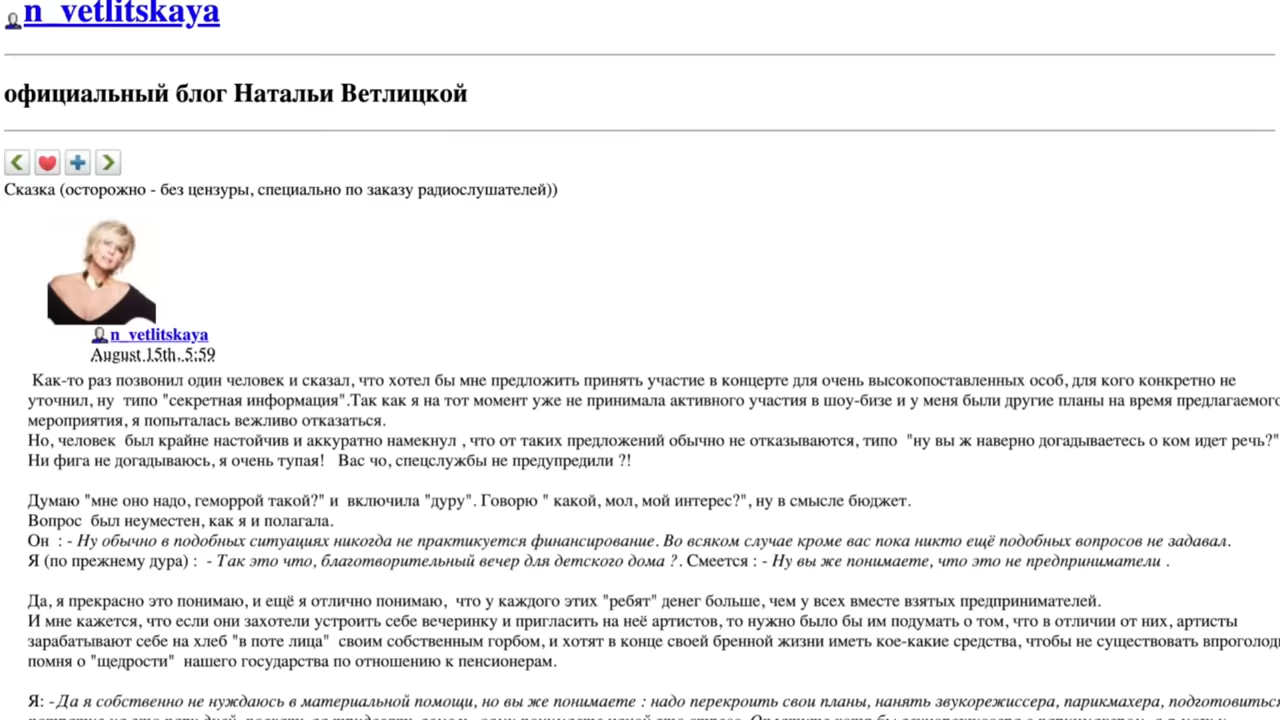 n_vetlitskaya
официальный блог Натальи Ветлицкой
Сказка (осторожно - без цензуры, специально по заказу радиослушателей))
n_vetlitskaya
August 15th, 5:59
Как-то раз позвонил один человек и сказал, что хотел бы мне предложить принять участие в концерте для очень высокопоставленных особ, для кого конкретно не
уточнил, ну типо "секретная информация".Так как я на тот момент уже не принимала активного участия в шоу-бизе и у меня были другие планы на время предлагаемого
мероприятия, я попыталась вежливо отказаться.
Но, человек был крайне настойчив и аккуратно намекнул , что от таких предложений обычно не отказываются, типо "ну вы ж наверно догадываетесь о ком идет речь?"
Ни фига не догадываюсь, я очень тупая! Вас чо, спецслужбы не предупредили ?!
Думаю "мне оно надо, геморрой такой?" и включила "дуру". Говорю " какой, мол, мой интерес?", ну в смысле бюджет.
Вопрос был неуместен, как я и полагала.
Он : - Ну обычно в подобных ситуациях никогда не практикуется финансирование. Во всяком случае кроме вас пока никто ещё подобных вопросов не задавал.
Я (по прежнему дура) : - Так это что, благотворительный вечер для детского дома ?. Смеется : - Ну вы же понимаете, что это не предприниматели .
Да, я прекрасно это понимаю, и ещё я отлично понимаю, что у каждого этих "ребят" денег больше, чем у всех вместе взятых предпринимателей.
И мне кажется, что если они захотели устроить себе вечеринку и пригласить на неё артистов, то нужно было бы им подумать о том, что в отличии от них, артисты
зарабатывают себе на хлеб "в поте лица" своим собственным горбом, и хотят в конце своей бренной жизни иметь кое-какие средства, чтобы не существовать впроголодь
помня о "щедрости" нашего государства по отношению к пенсионерам.
Я: - Да я собственно не нуждаюсь в материальной помощи, но вы же понимаете : надо перекроить свои планы, нанять звукорежиссера, парикмахера, подготовиться